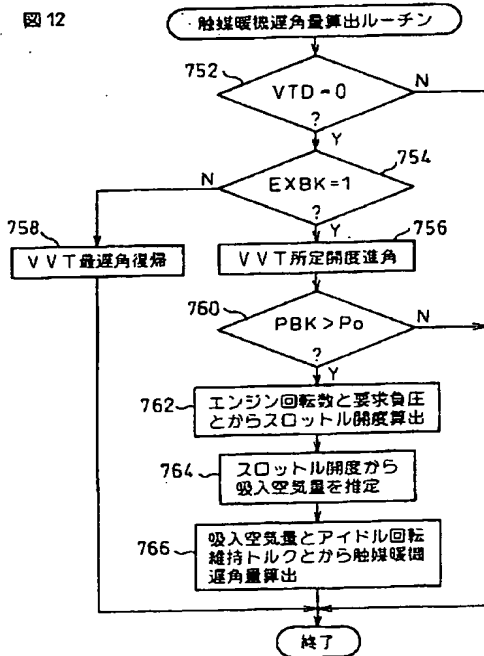 図12
触媒暖機遅角量算出ルーチン
752
VTD=0
?
N
Y
754
EXBK=1
?
N
Y
758
VVT最遅角復帰
756
VVT所定開度進角
760
PBK>Po
?
N
Y
762
エンジン回転数と要求負圧
とからスロットル開度算出
764
スロットル開度から
吸入空気量を推定
766
吸入空気量とアイドル回転
維持トルクとから触媒暖機
遅角量算出
終了